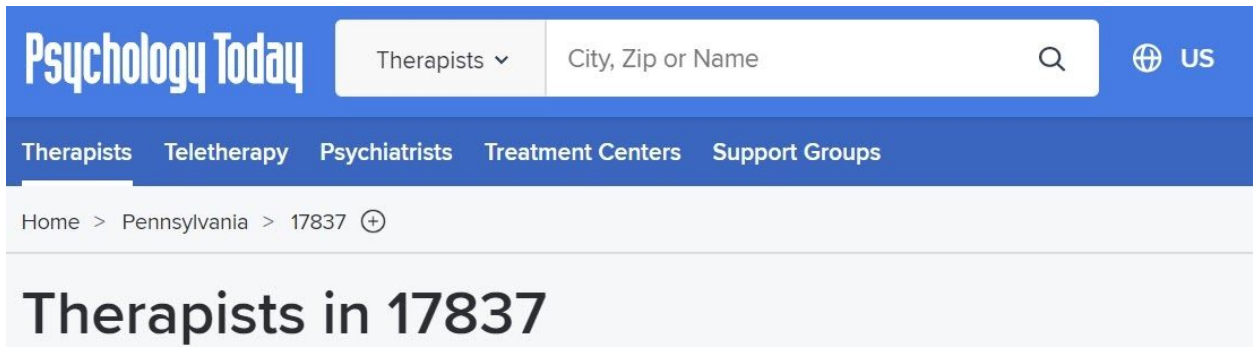 Psychology Today Therapists City, Zip or Name US
Therapists Teletherapy Psychiatrists Treatment Centers Support Groups
Home > Pennsylvania > 17837
Therapists in 17837